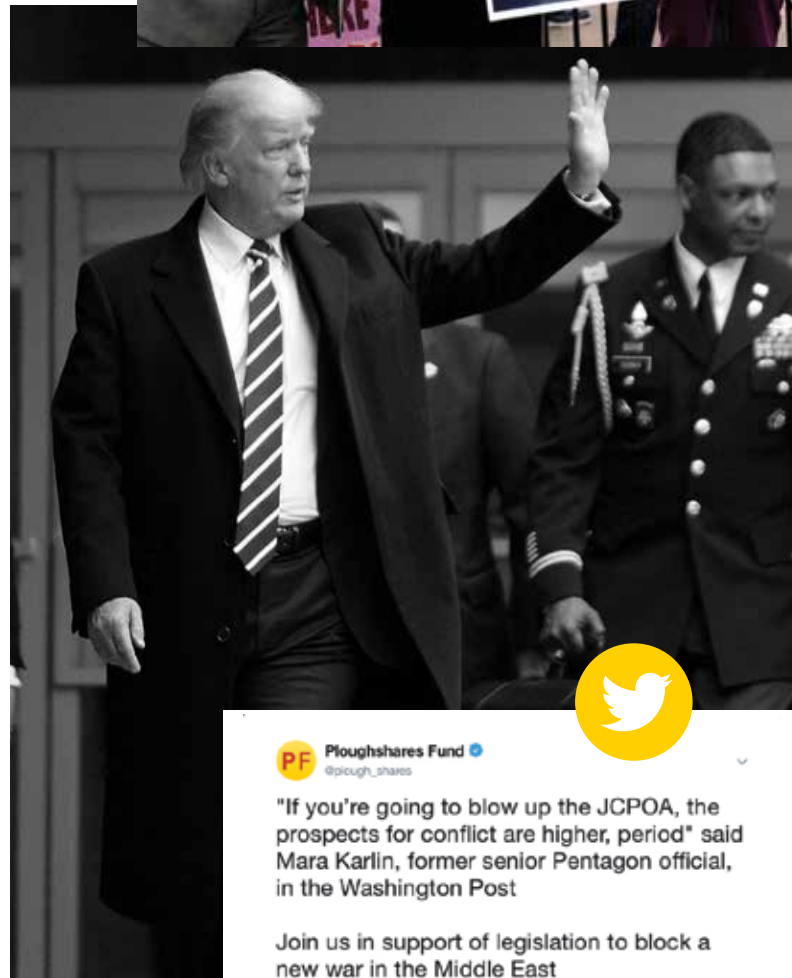 PF
Ploughshares Fund
@plough_shares
"If you're going to blow up the JCPOA, the
prospects for conflict are higher, period" said
Mara Karlin, former senior Pentagon official,
in the Washington Post
Join us in support of legislation to block a
new war in the Middle East